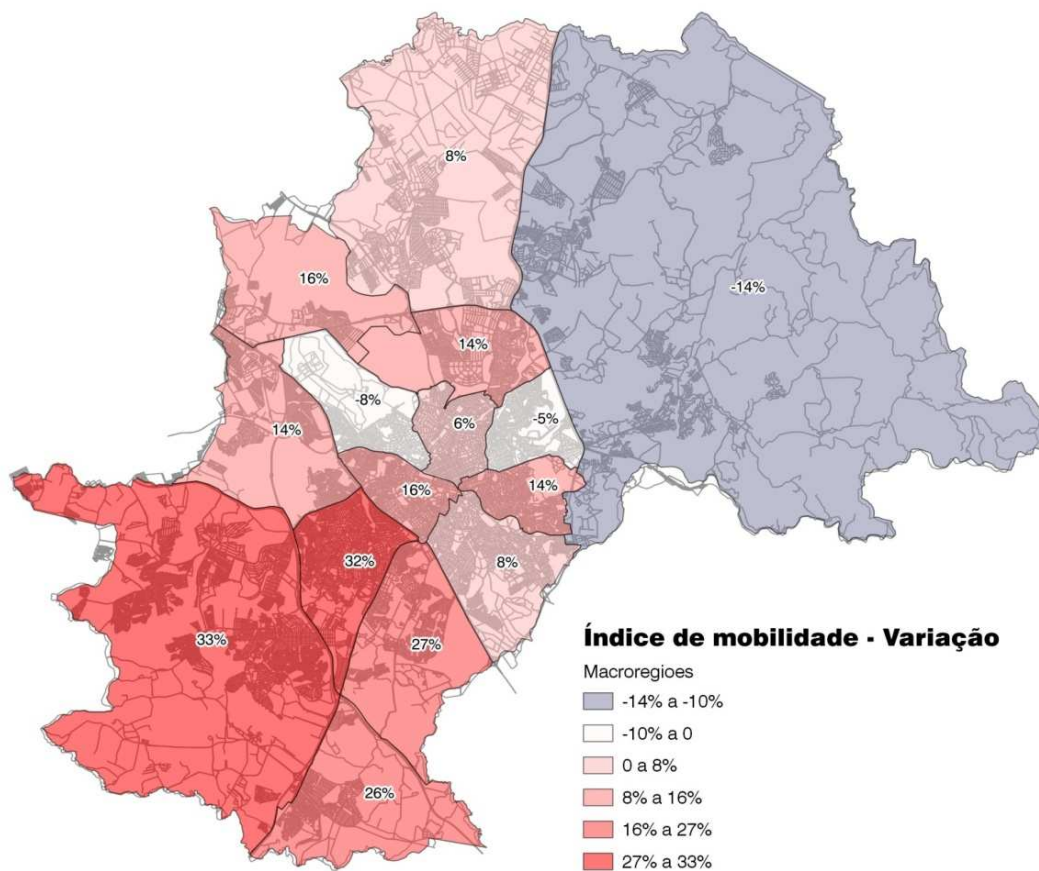 8%
16%
-14%
14%
-8%
6%
-5%
14%
16%
14%
32%
8%
33%
27%
26%
Índice de mobilidade - Variação
Macroregioes
-14% a -10%
-10% a 0
0 a 8%
8% a 16%
16% a 27%
27% a 33%